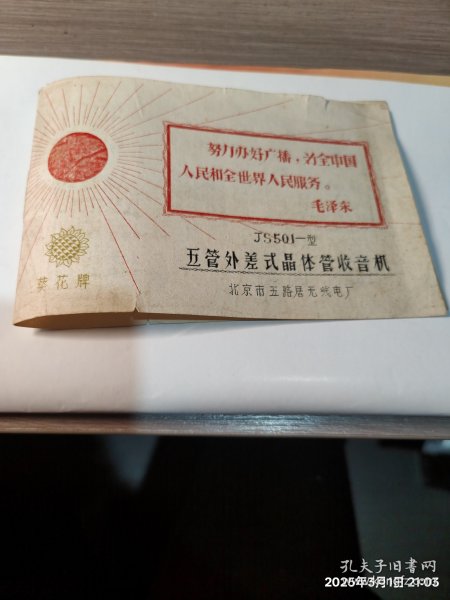 努力办好广播，为全中国
人民和全世界人民服务。
毛泽东
JS501-型
五管外差式晶体管收音机
北京市五路居无线电厂
葵花牌
孔夫子旧书网
2025年3月1日 21:03